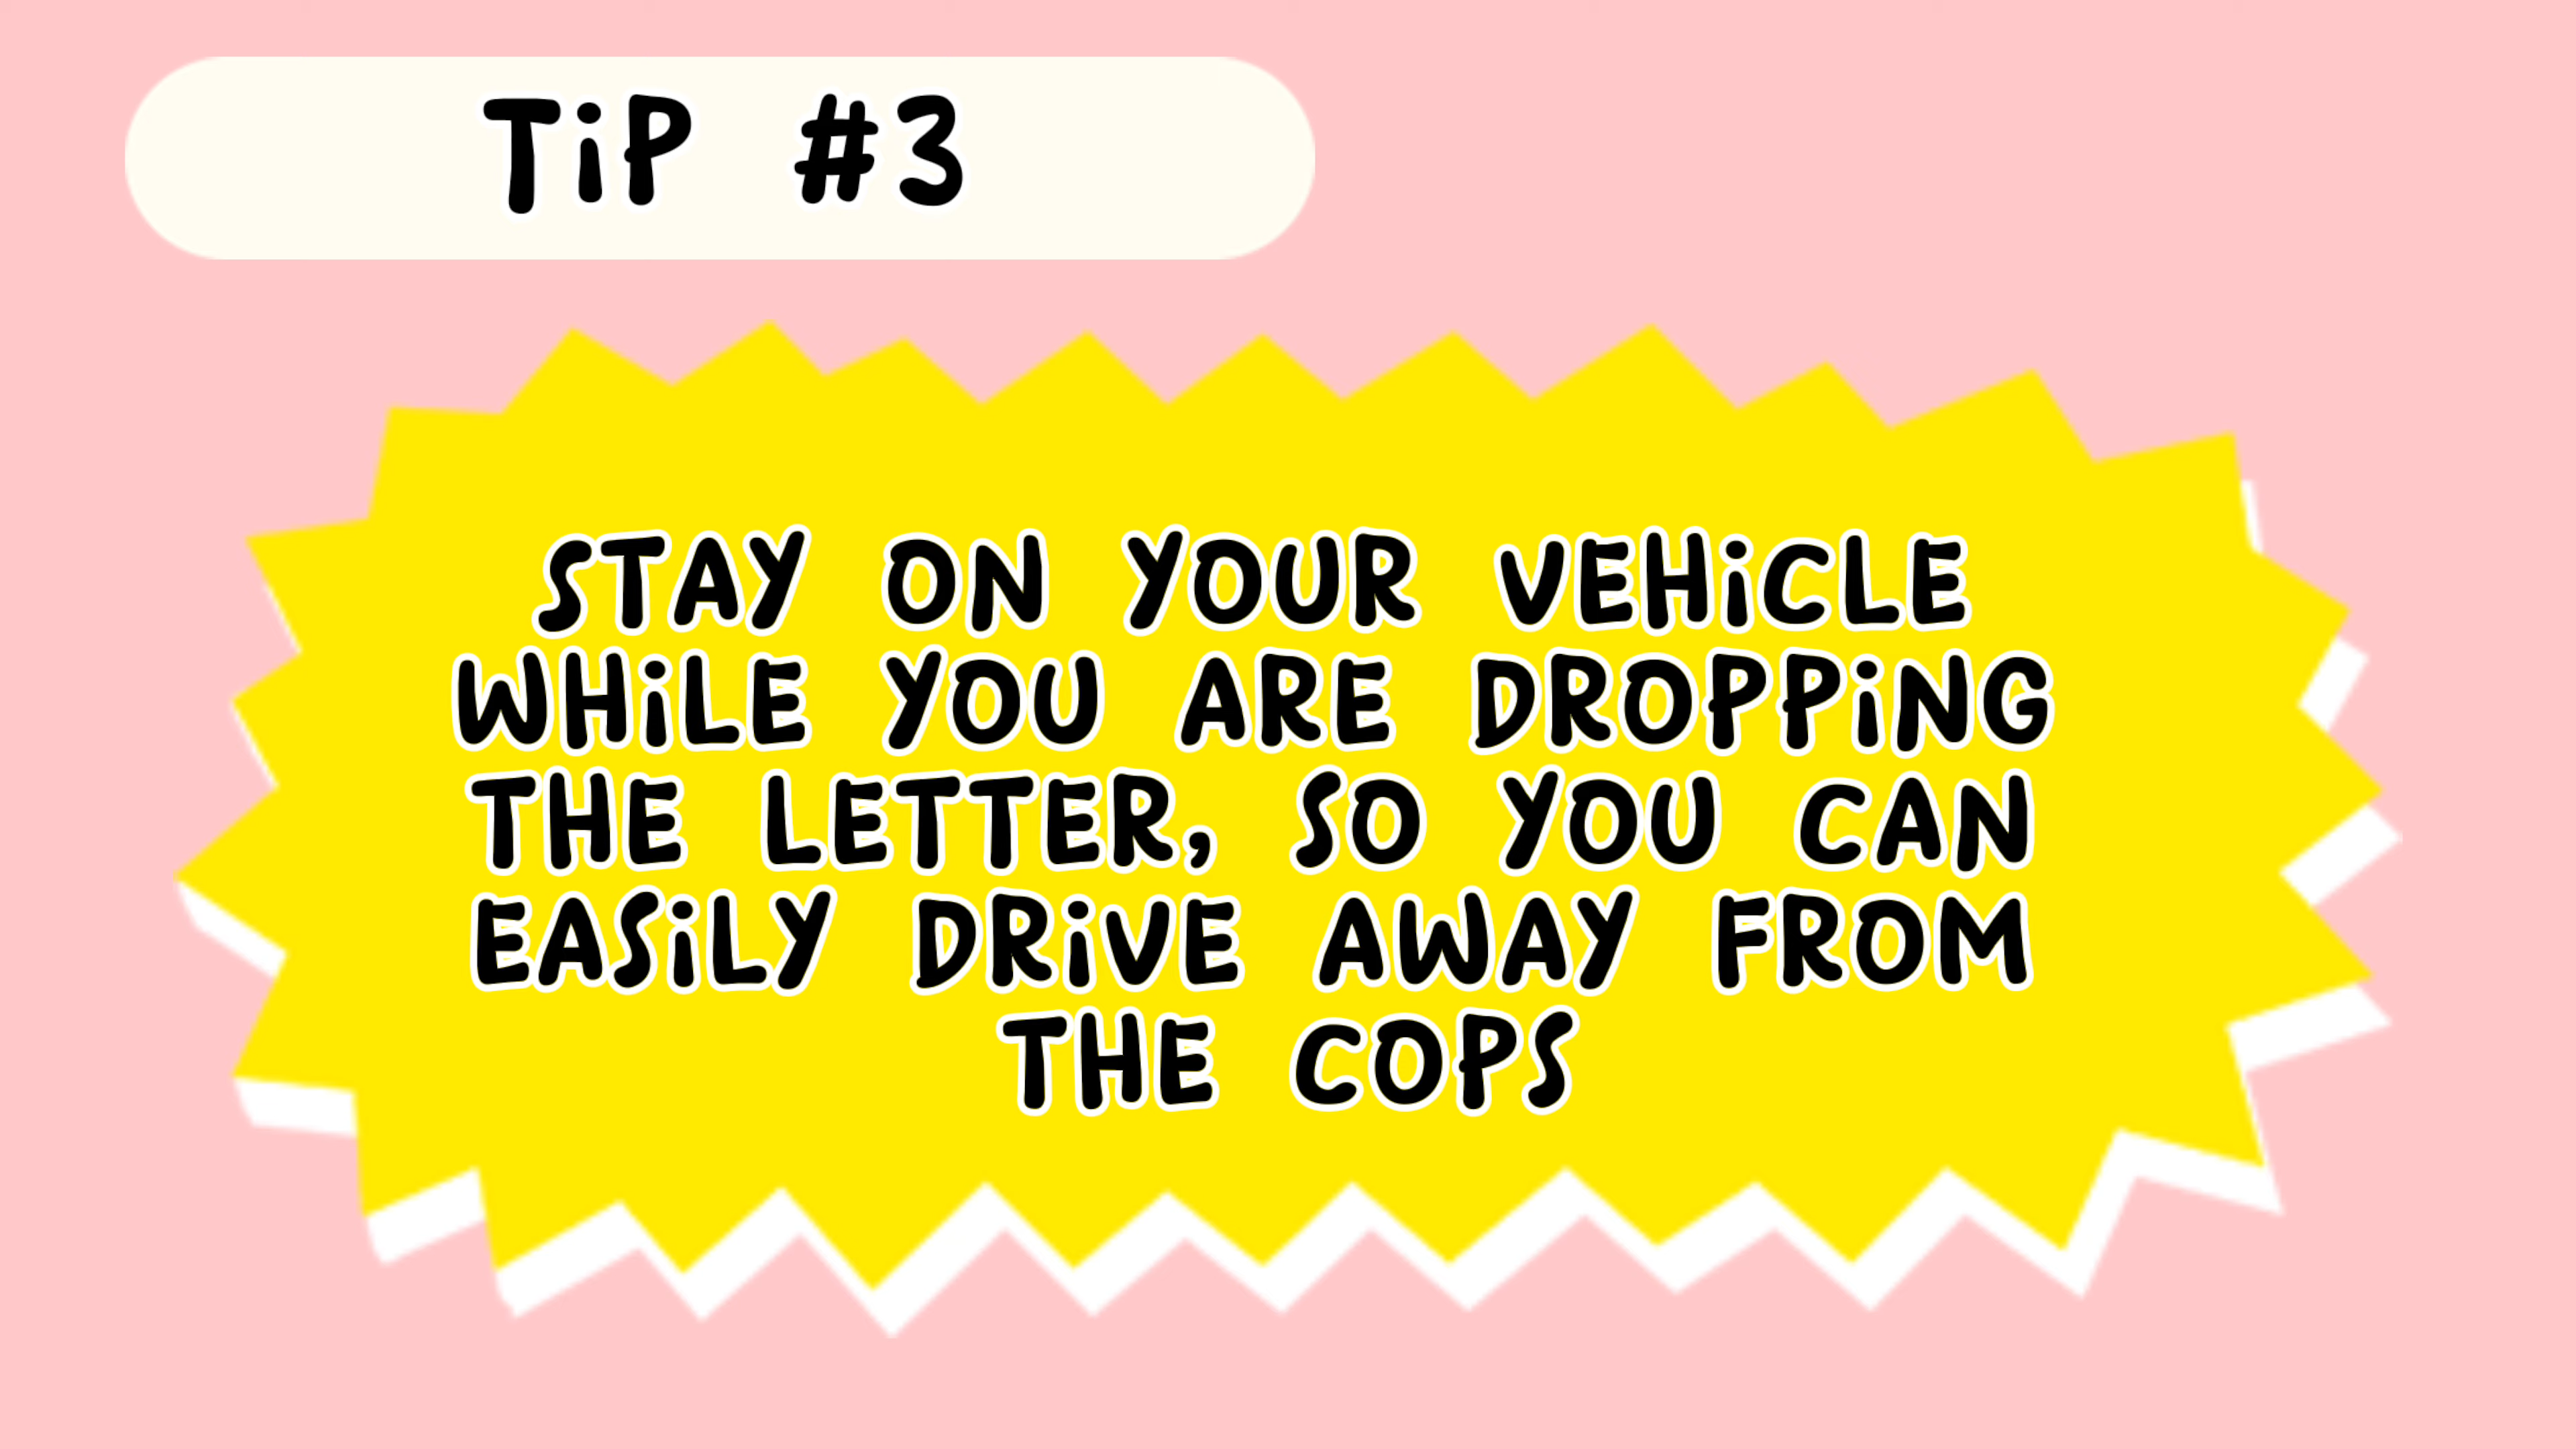 TiP #3
STAY ON YOUR VEHiCLE
WHiLE YOU ARE DROPPiNG
THE LETTER, SO YOU CAN
EASiLY DRiVE AWAY FROM
THE COPS